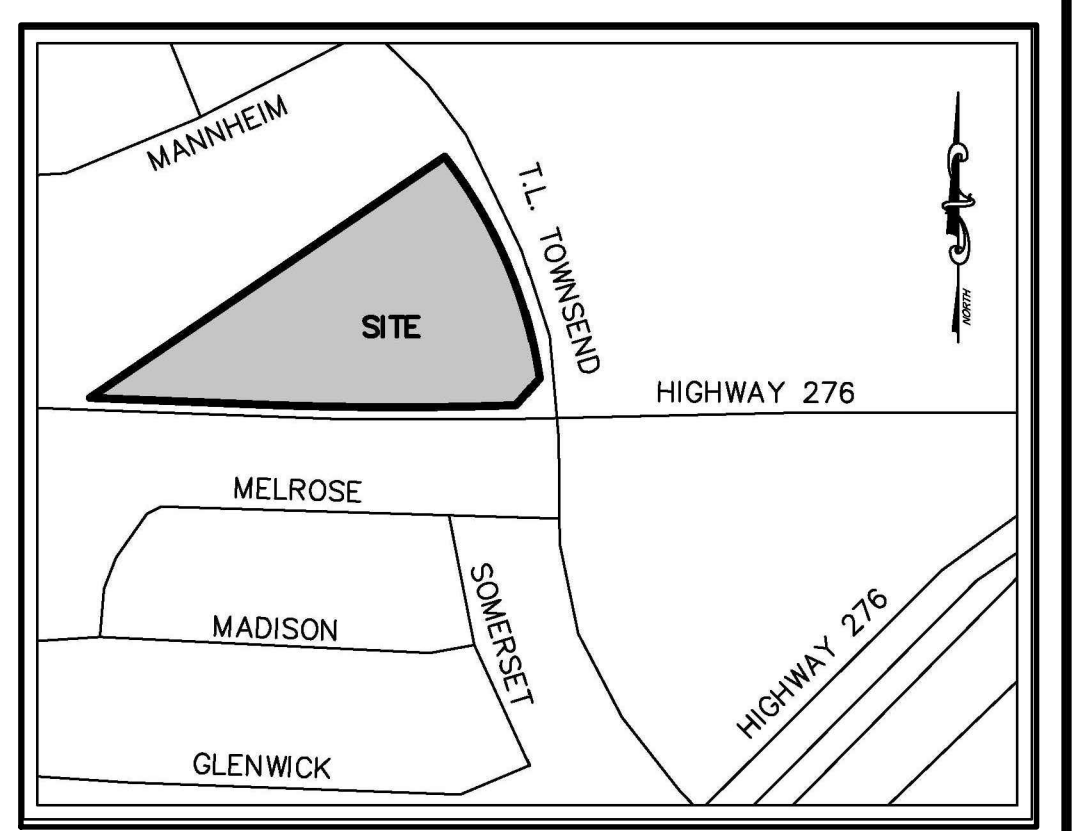 MANNHEIM
T.L. TOWNSEND
NORTH
SITE
HIGHWAY 276
MELROSE
SOMERSET
MADISON
HIGHWAY 276
GLENWICK